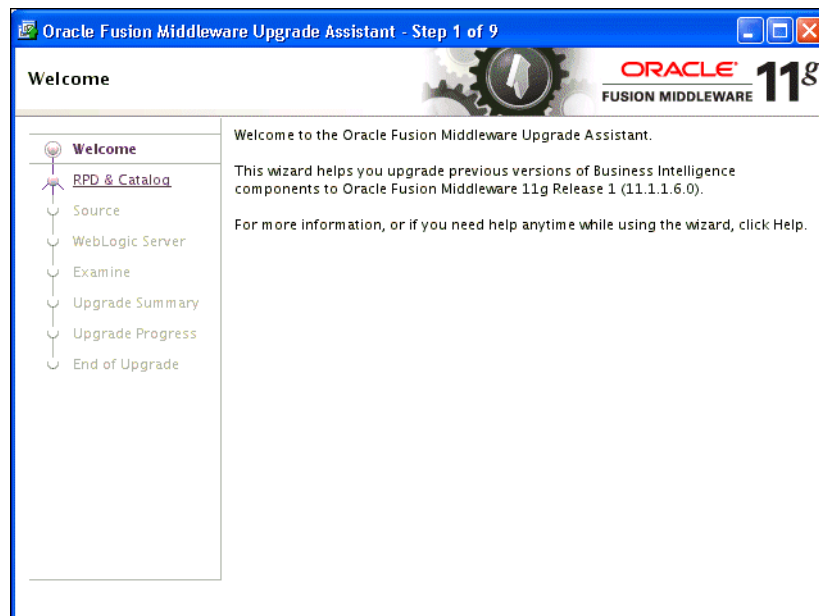 Oracle Fusion Middleware Upgrade Assistant - Step 1 of 9
Welcome
ORACLE
FUSION MIDDLEWARE 11g
Welcome
RPD & Catalog
Source
WebLogic Server
Examine
Upgrade Summary
Upgrade Progress
End of Upgrade
Welcome to the Oracle Fusion Middleware Upgrade Assistant.
This wizard helps you upgrade previous versions of Business Intelligence
components to Oracle Fusion Middleware 11g Release 1 (11.1.1.6.0).
For more information, or if you need help anytime while using the wizard, click Help.